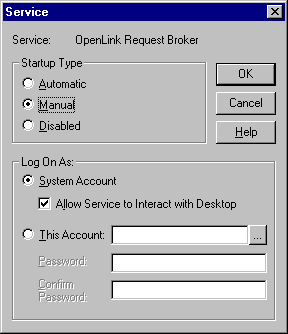 Service
Service: OpenLink Request Broker
Startup Type
Automatic
Manual
Disabled
OK
Cancel
Help
Log On As:
System Account
Allow Service to Interact with Desktop
This Account:
...
Password:
Confirm
Password: